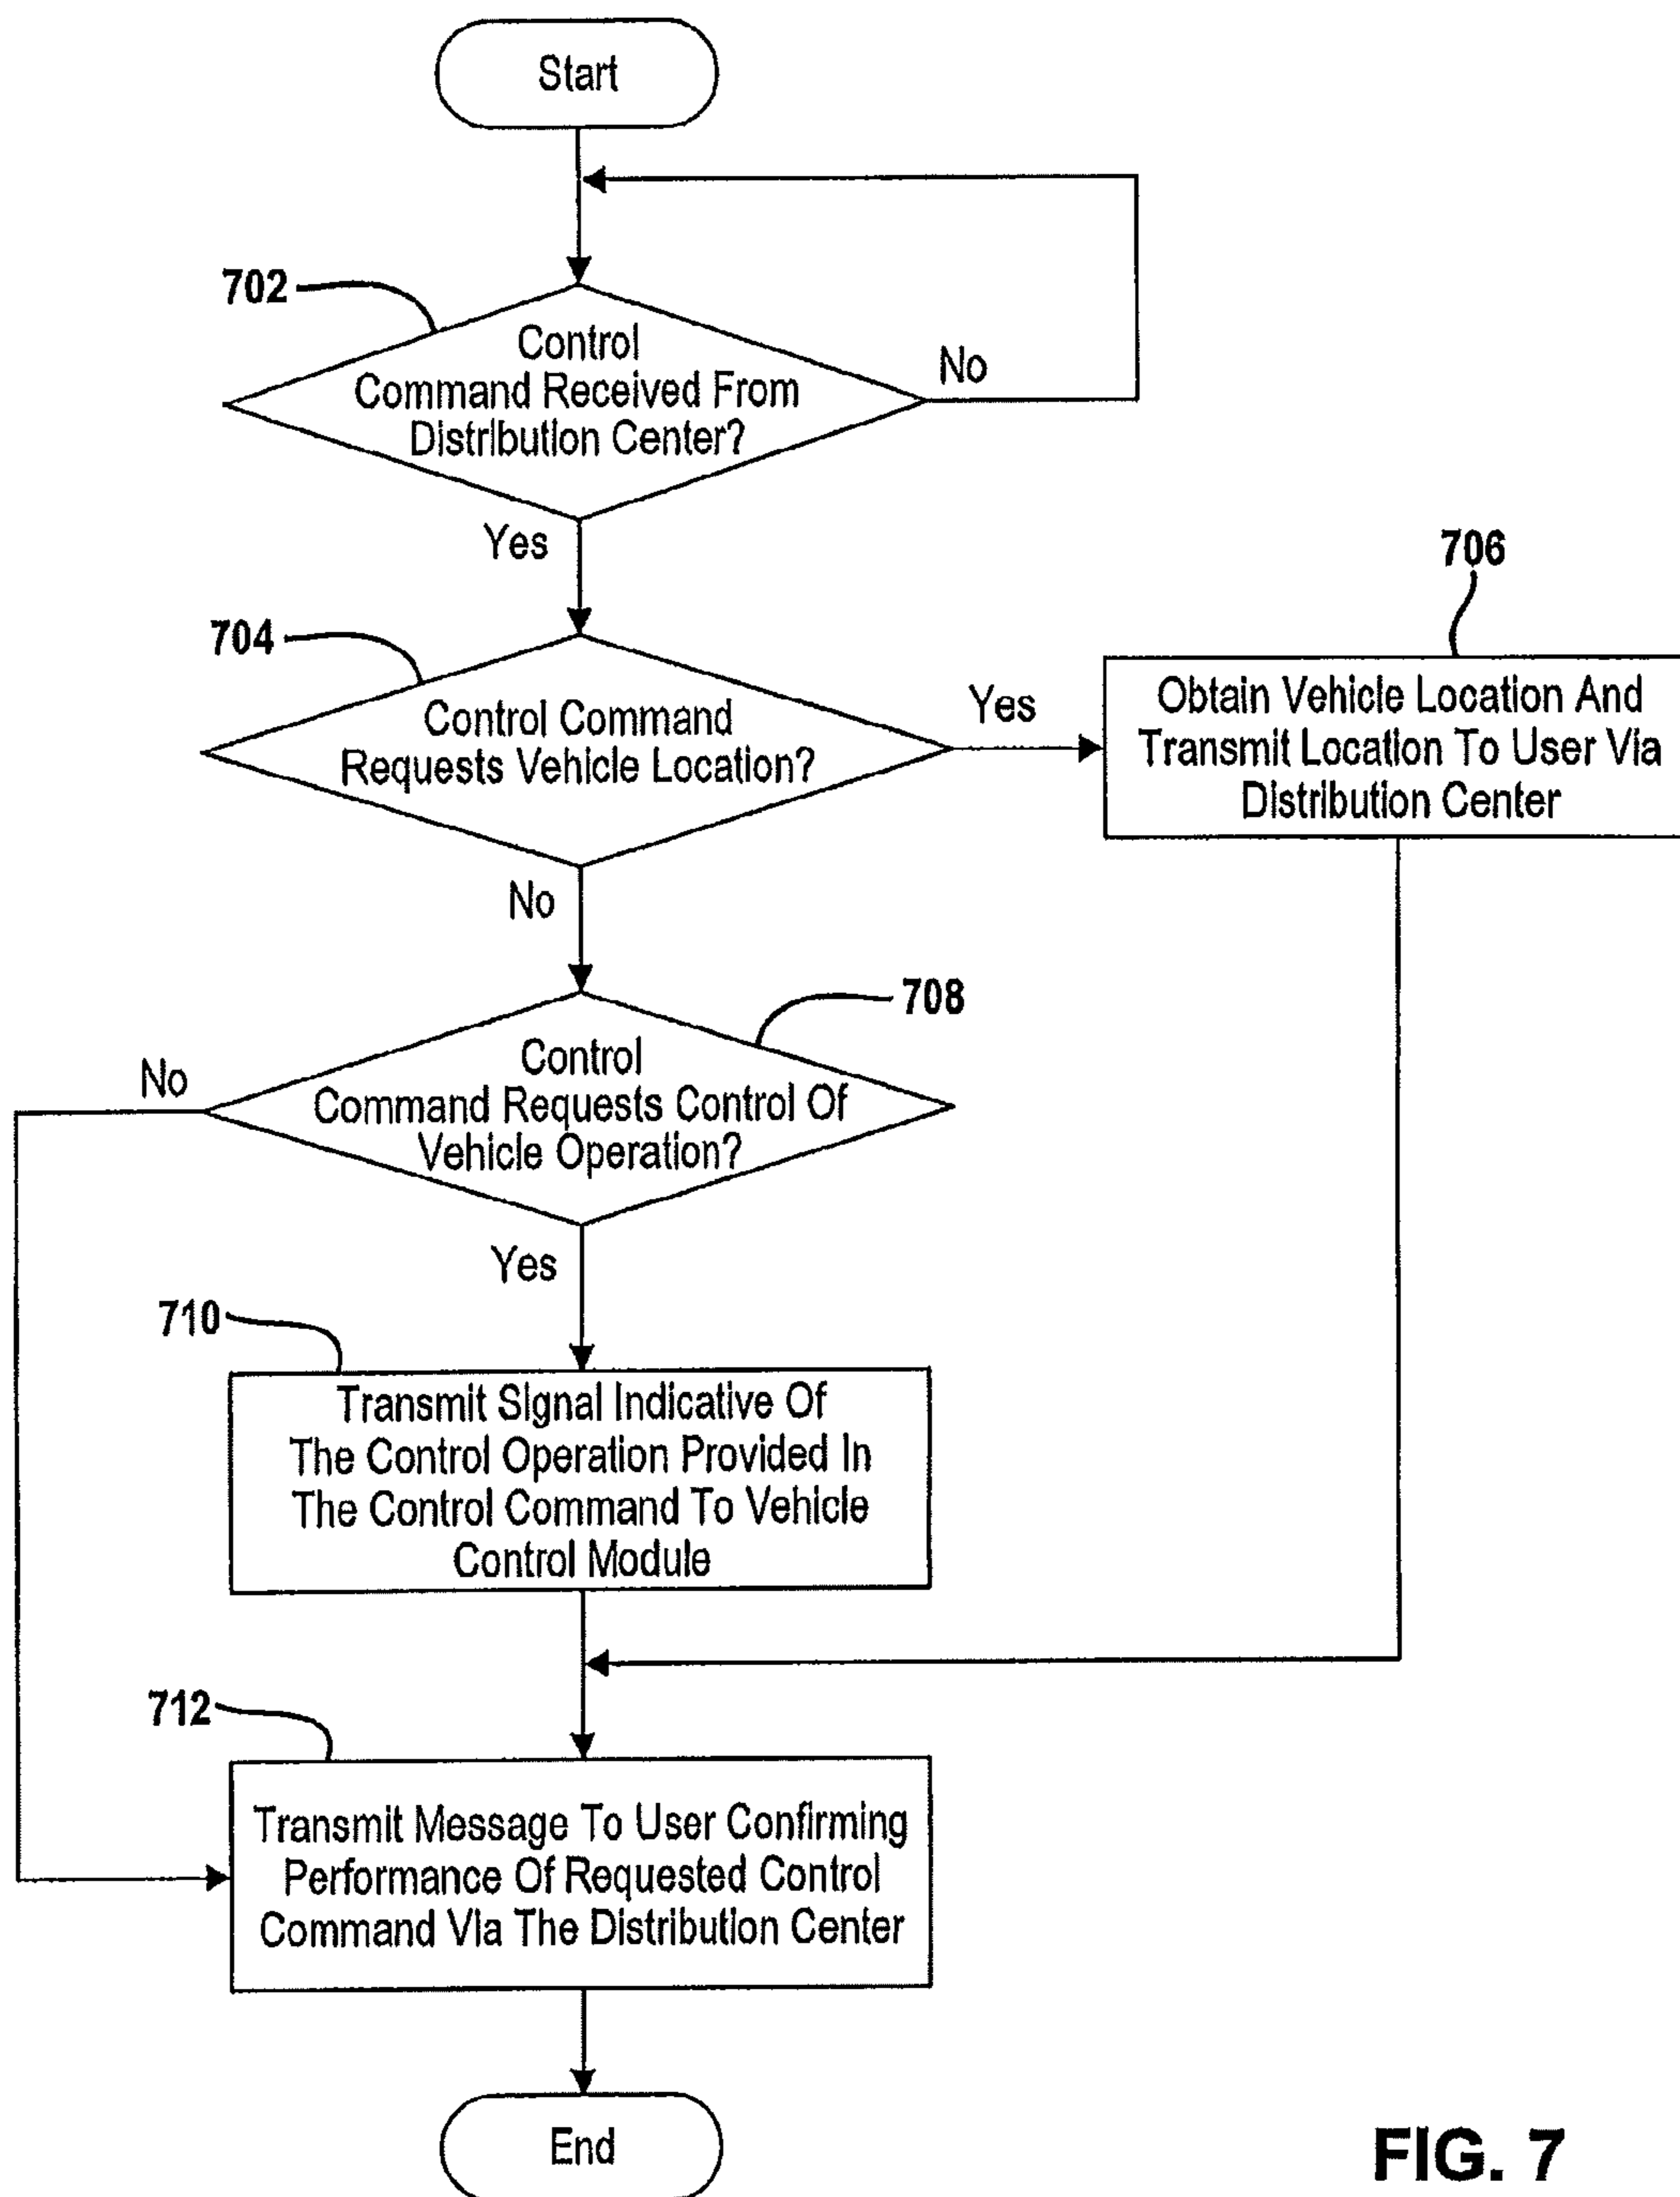 Start
702
Control
Command Received From
Distribution Center?
No
Yes
706
704
Control Command
Requests Vehicle Location?
Yes
Obtain Vehicle Location And
Transmit Location To User Via
Distribution Center
No
708
Control
Command Requests Control Of
Vehicle Operation?
No
Yes
710
Transmit Signal Indicative Of
The Control Operation Provided In
The Control Command To Vehicle
Control Module
712
Transmit Message To User Confirming
Performance Of Requested Control
Command Via The Distribution Center
End
FIG. 7